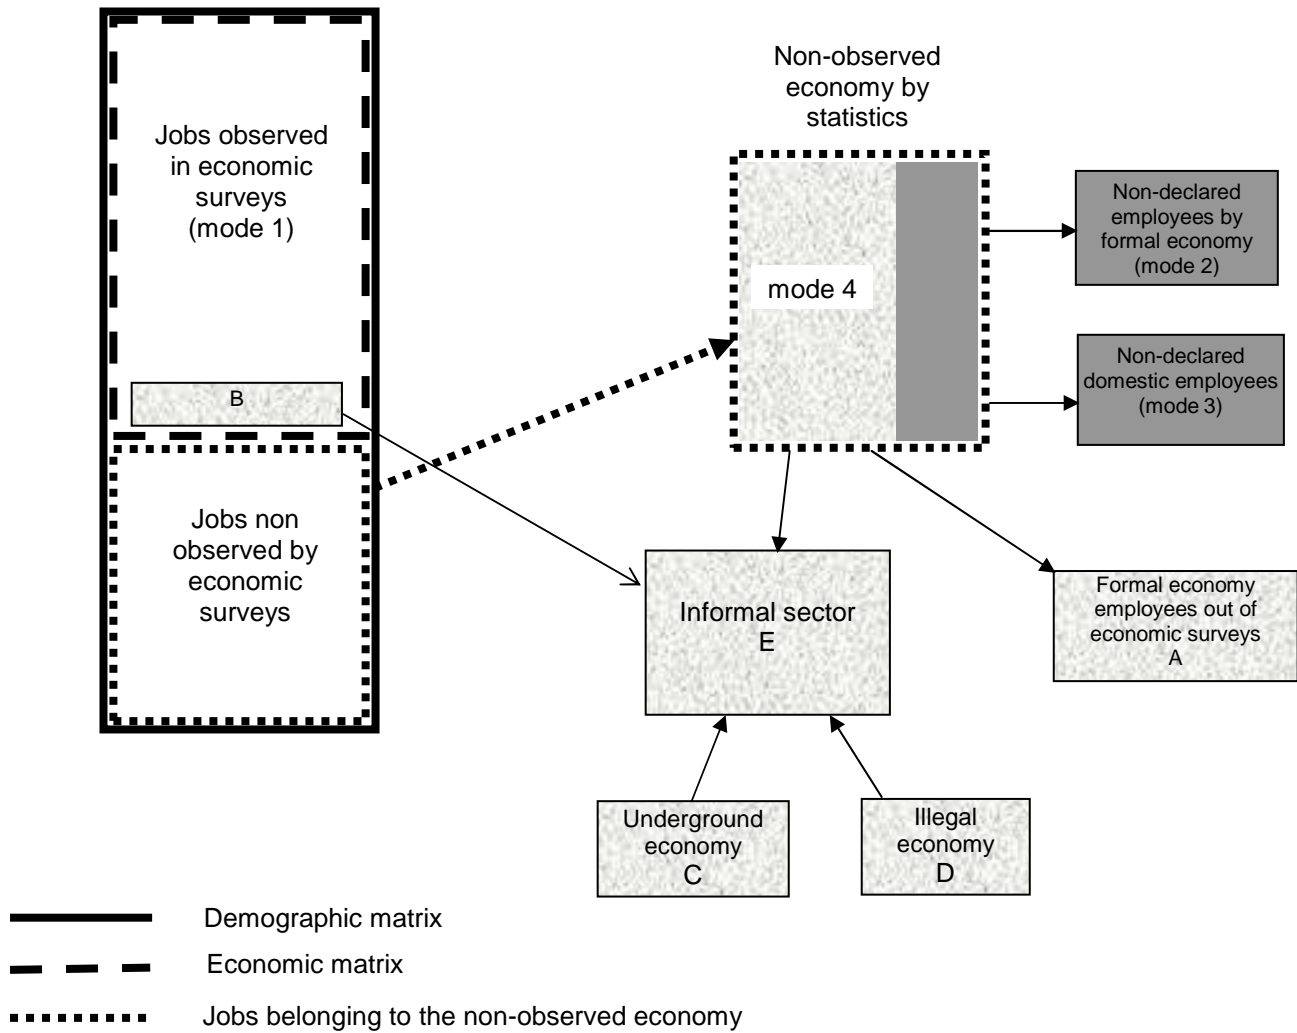 Non-observed
economy by
statistics
Jobs observed
in economic
surveys
(mode 1)
B
Jobs non
observed by
economic
surveys
mode 4
Non-declared
employees by
formal economy
(mode 2)
Non-declared
domestic employees
(mode 3)
Informal sector
E
Formal economy
employees out of
economic surveys
A
Underground
economy
C
Illegal
economy
D
Demographic matrix
Economic matrix
Jobs belonging to the non-observed economy